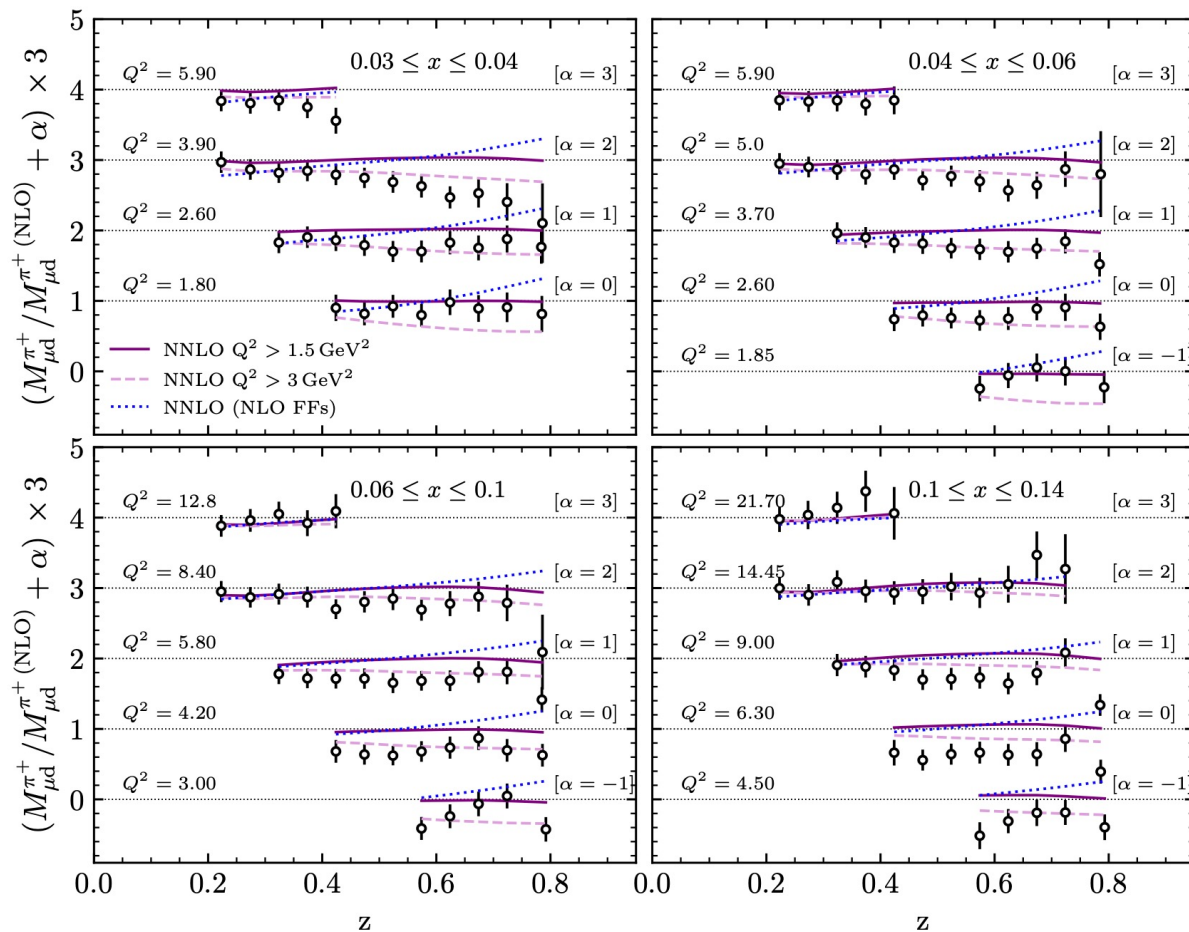 (M_{μd}^{π^+}/M_{μd}^{π^+ (NLO)} + α) × 3
5
4
3
2
1
0
0.03 ≤ x ≤ 0.04
Q² = 5.90 [α = 3]
Q² = 3.90 [α = 2]
Q² = 2.60 [α = 1]
Q² = 1.80 [α = 0]
NNLO Q² > 1.5 GeV²
NNLO Q² > 3 GeV²
NNLO (NLO FFs)
0.04 ≤ x ≤ 0.06
Q² = 5.90 [α = 3]
Q² = 5.0 [α = 2]
Q² = 3.70 [α = 1]
Q² = 2.60 [α = 0]
Q² = 1.85 [α = −1]
(M_{μd}^{π^+}/M_{μd}^{π^+ (NLO)} + α) × 3
5
4
3
2
1
0
0.06 ≤ x ≤ 0.1
Q² = 12.8 [α = 3]
Q² = 8.40 [α = 2]
Q² = 5.80 [α = 1]
Q² = 4.20 [α = 0]
Q² = 3.00 [α = −1]
0.0 0.2 0.4 0.6 0.8
z
0.1 ≤ x ≤ 0.14
Q² = 21.70 [α = 3]
Q² = 14.45 [α = 2]
Q² = 9.00 [α = 1]
Q² = 6.30 [α = 0]
Q² = 4.50 [α = −1]
0.0 0.2 0.4 0.6 0.8
z